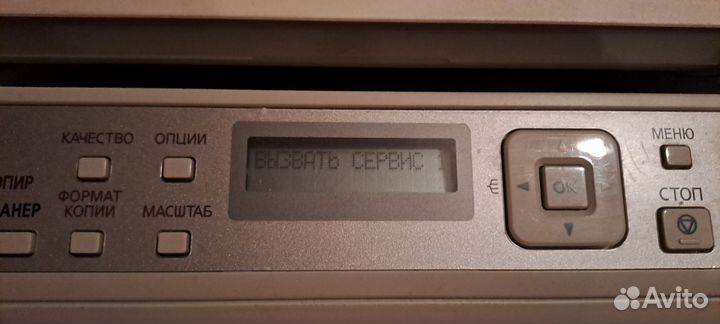 КАЧЕСТВО
ОПЦИИ
МЕНЮ
ВЫЗВАТЬ СЕРВИС 1
OK
ОПИР
АНЕР
ФОРМАТ
КОПИИ
МАСШТАБ
СТОП
Avito